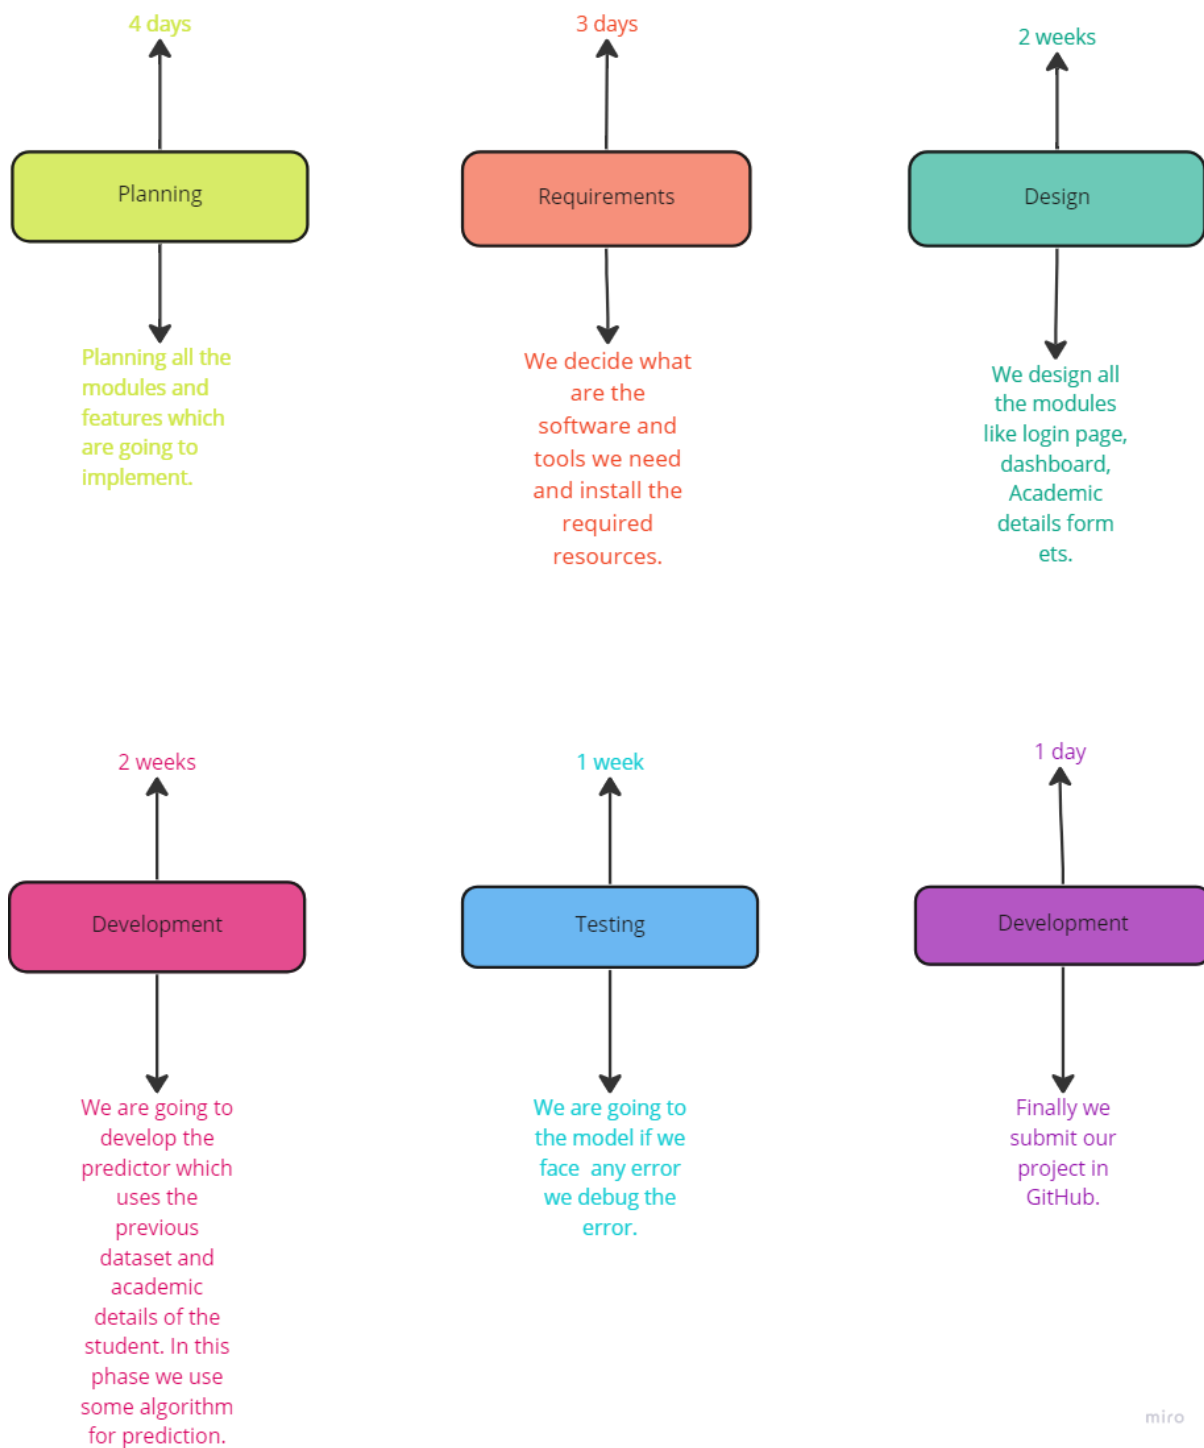 4 days
3 days
2 weeks
Planning
Requirements
Design
Planning all the
modules and
features which
are going to
implement.
We decide what
are the
software and
tools we need
and install the
required
resources.
We design all
the modules
like login page,
dashboard,
Academic
details form
ets.
2 weeks
1 week
1 day
Development
Testing
Development
We are going to
develop the
predictor which
uses the
previous
dataset and
academic
details of the
student. In this
phase we use
some algorithm
for prediction.
We are going to
the model if we
face any error
we debug the
error.
Finally we
submit our
project in
GitHub.
miro